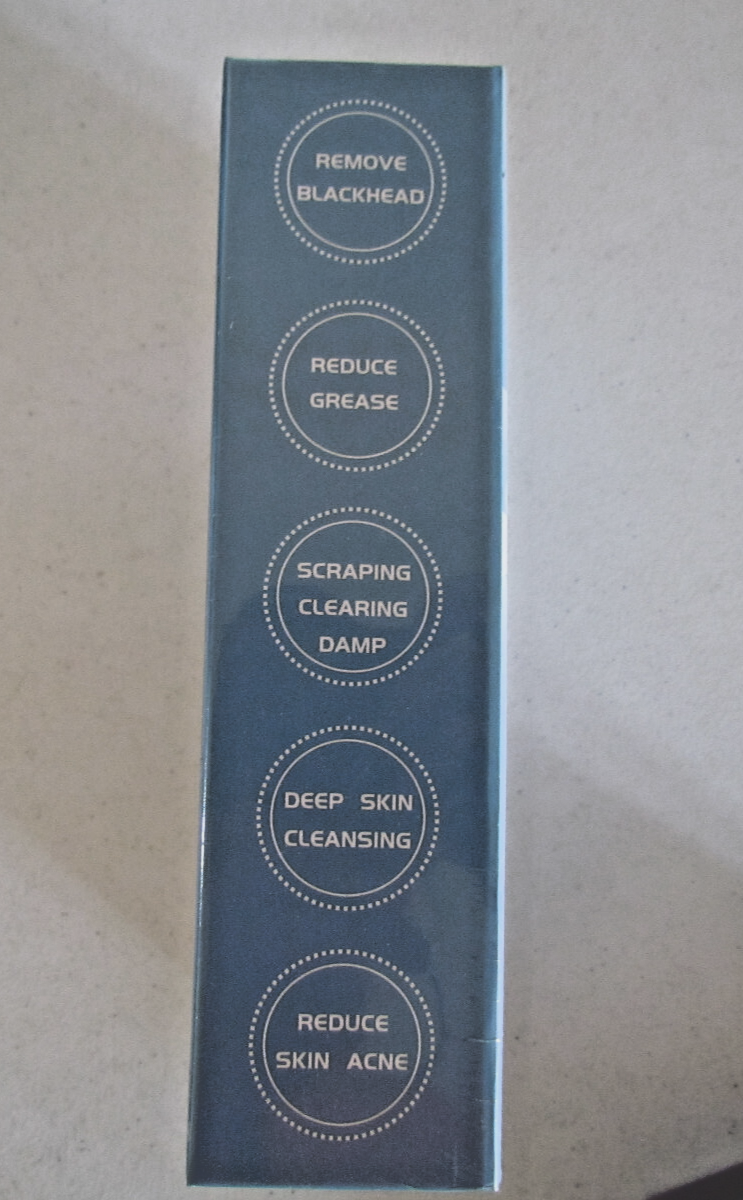 REMOVE
BLACKHEAD
REDUCE
GREASE
SCRAPING
CLEARING
DAMP
DEEP SKIN
CLEANSING
REDUCE
SKIN ACNE